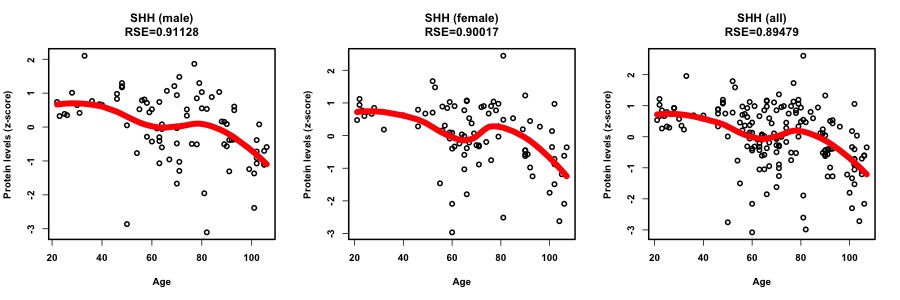 SHH (male)
RSE=0.91128
Protein levels (z-score)
2
1
0
-1
-2
-3
20
40
60
80
100
Age
SHH (female)
RSE=0.90017
Protein levels (z-score)
2
1
0
-1
-2
-3
20
40
60
80
100
Age
SHH (all)
RSE=0.89479
Protein levels (z-score)
2
1
0
-1
-2
-3
20
40
60
80
100
Age